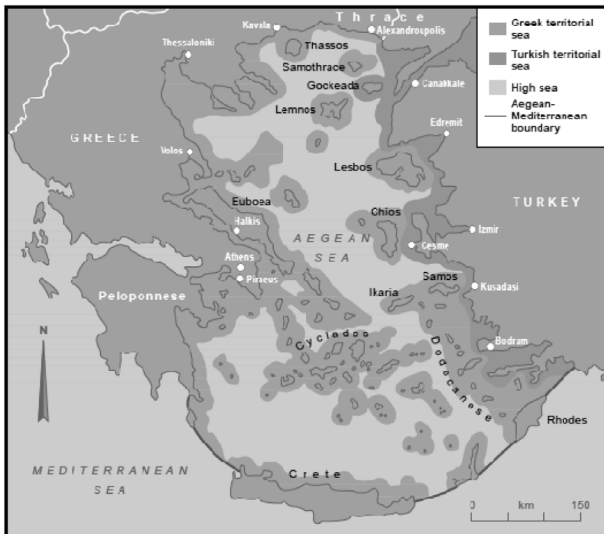 Thrace
Kavala
Alexandroupolis
Thessaloniki
Thassos
Samothrace
Gockeada
Canakkale
Lemnos
Edremit
GREECE
Volos
Lesbos
TURKEY
Euboea
Chios
Halkis
Izmir
AEGEAN
SEA
Cesme
Athens
Samos
Piraeus
Ikaria
Kusadasi
Peloponnese
Cyclades
Bodram
Dodecanese
N
Rhodes
MEDITERRANEAN
SEA
Crete
0 km 150
Greek territorial
sea
Turkish territorial
sea
High sea
Aegean-
Mediterranean
boundary